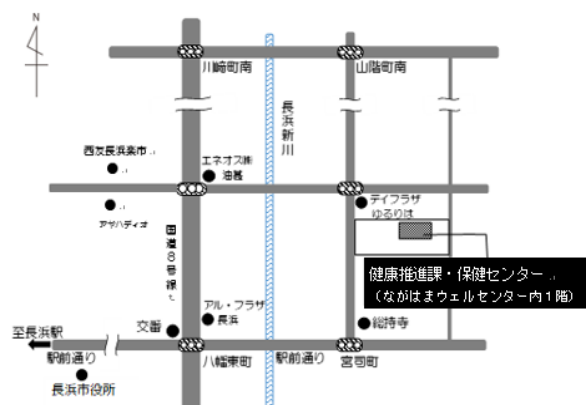 N
川崎町南
山階町南
長浜新川
西友長浜楽市
エネオス㈱
油甚
アヤハディオ
デイプラザ
ゆるりは
国道8号線
健康推進課・保健センター
（ながはまウェルセンター内１階）
アル・プラザ
長浜
交番
総持寺
至長浜駅
駅前通り
八幡東町
駅前通り
宮司町
長浜市役所